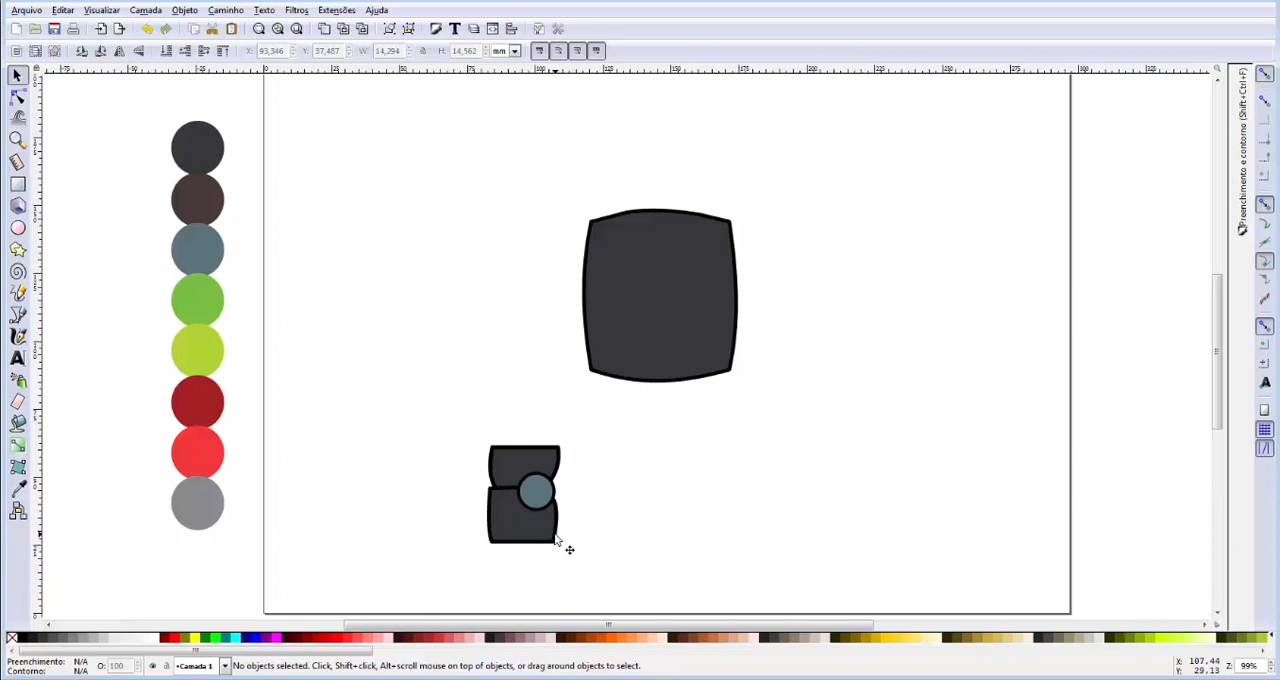 Arquivo Editar Visualizar Camada Objeto Caminho Texto Filtros Extensões Ajuda
X: 93,346 Y: 37,487 W: 14,294 H: 14,562 mm
Preenchimento e contorno (Shift+Ctrl+F)
Preenchimento: N/A O: 100 •Camada 1 No objects selected. Click, Shift+click, Alt+scroll mouse on top of objects, or drag around objects to select. X: 107,44 Z: 99%
Contorno: N/A Y: 29,13